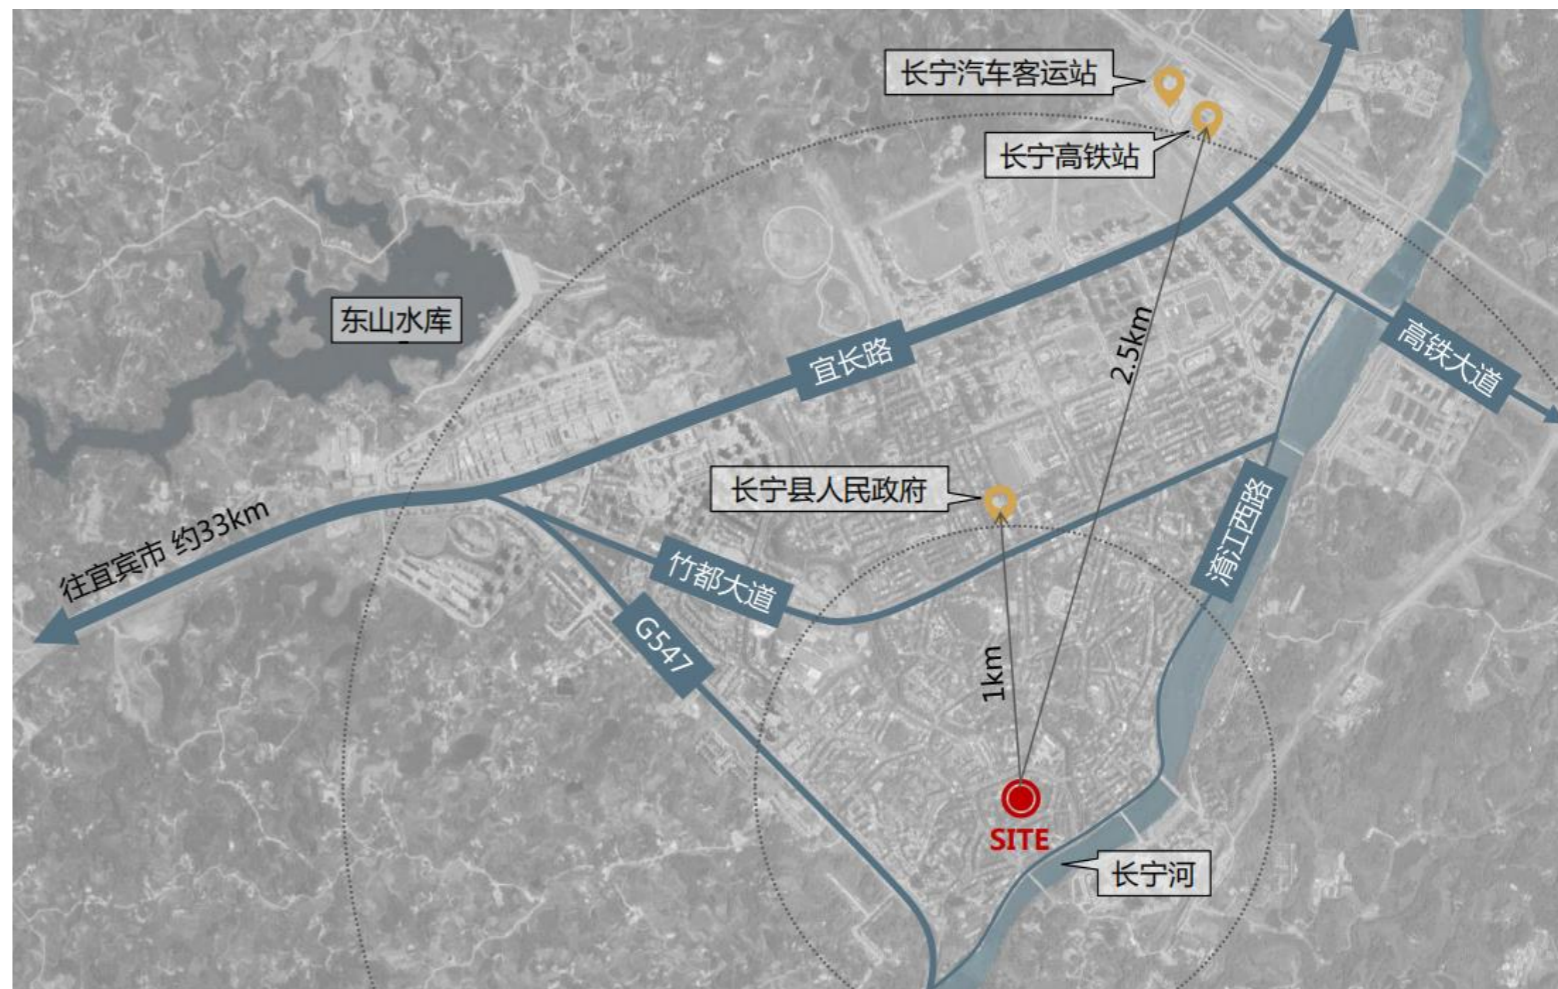 长宁汽车客运站
长宁高铁站
东山水库
宜长路
2.5km
高铁大道
长宁县人民政府
往宜宾市 约33km
竹都大道
淯江西路
G547
1km
SITE
长宁河